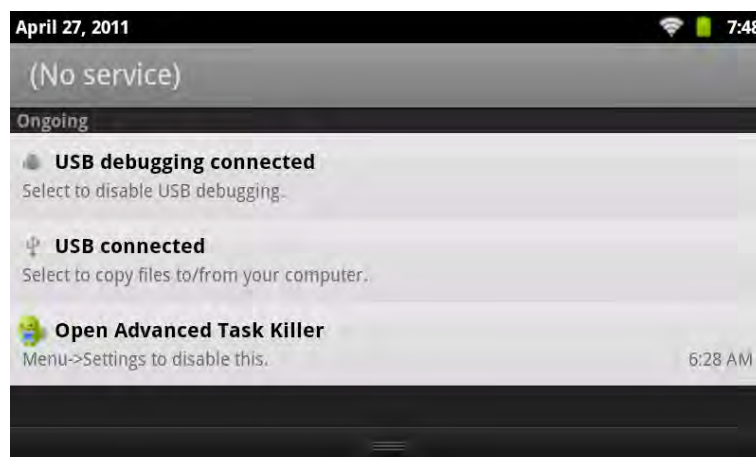 April 27, 2011 7:48
(No service)
Ongoing
USB debugging connected
Select to disable USB debugging.
USB connected
Select to copy files to/from your computer.
Open Advanced Task Killer
Menu->Settings to disable this. 6:28 AM